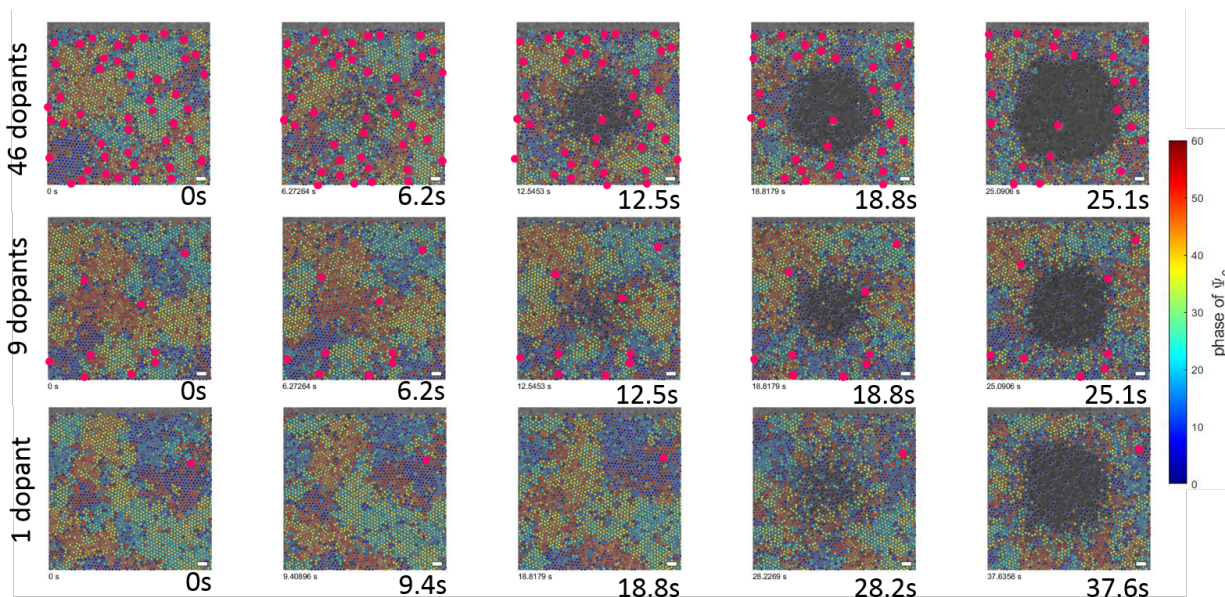 46 dopants
0 s
0s
6.27264 s
6.2s
12.5453 s
12.5s
18.8179 s
18.8s
25.0906 s
25.1s
9 dopants
0 s
0s
6.27264 s
6.2s
12.5453 s
12.5s
18.8179 s
18.8s
25.0906 s
25.1s
1 dopant
0 s
0s
9.40896 s
9.4s
18.8179 s
18.8s
28.2269 s
28.2s
37.6358 s
37.6s
60
50
40
30
20
10
0
phase of Ψ